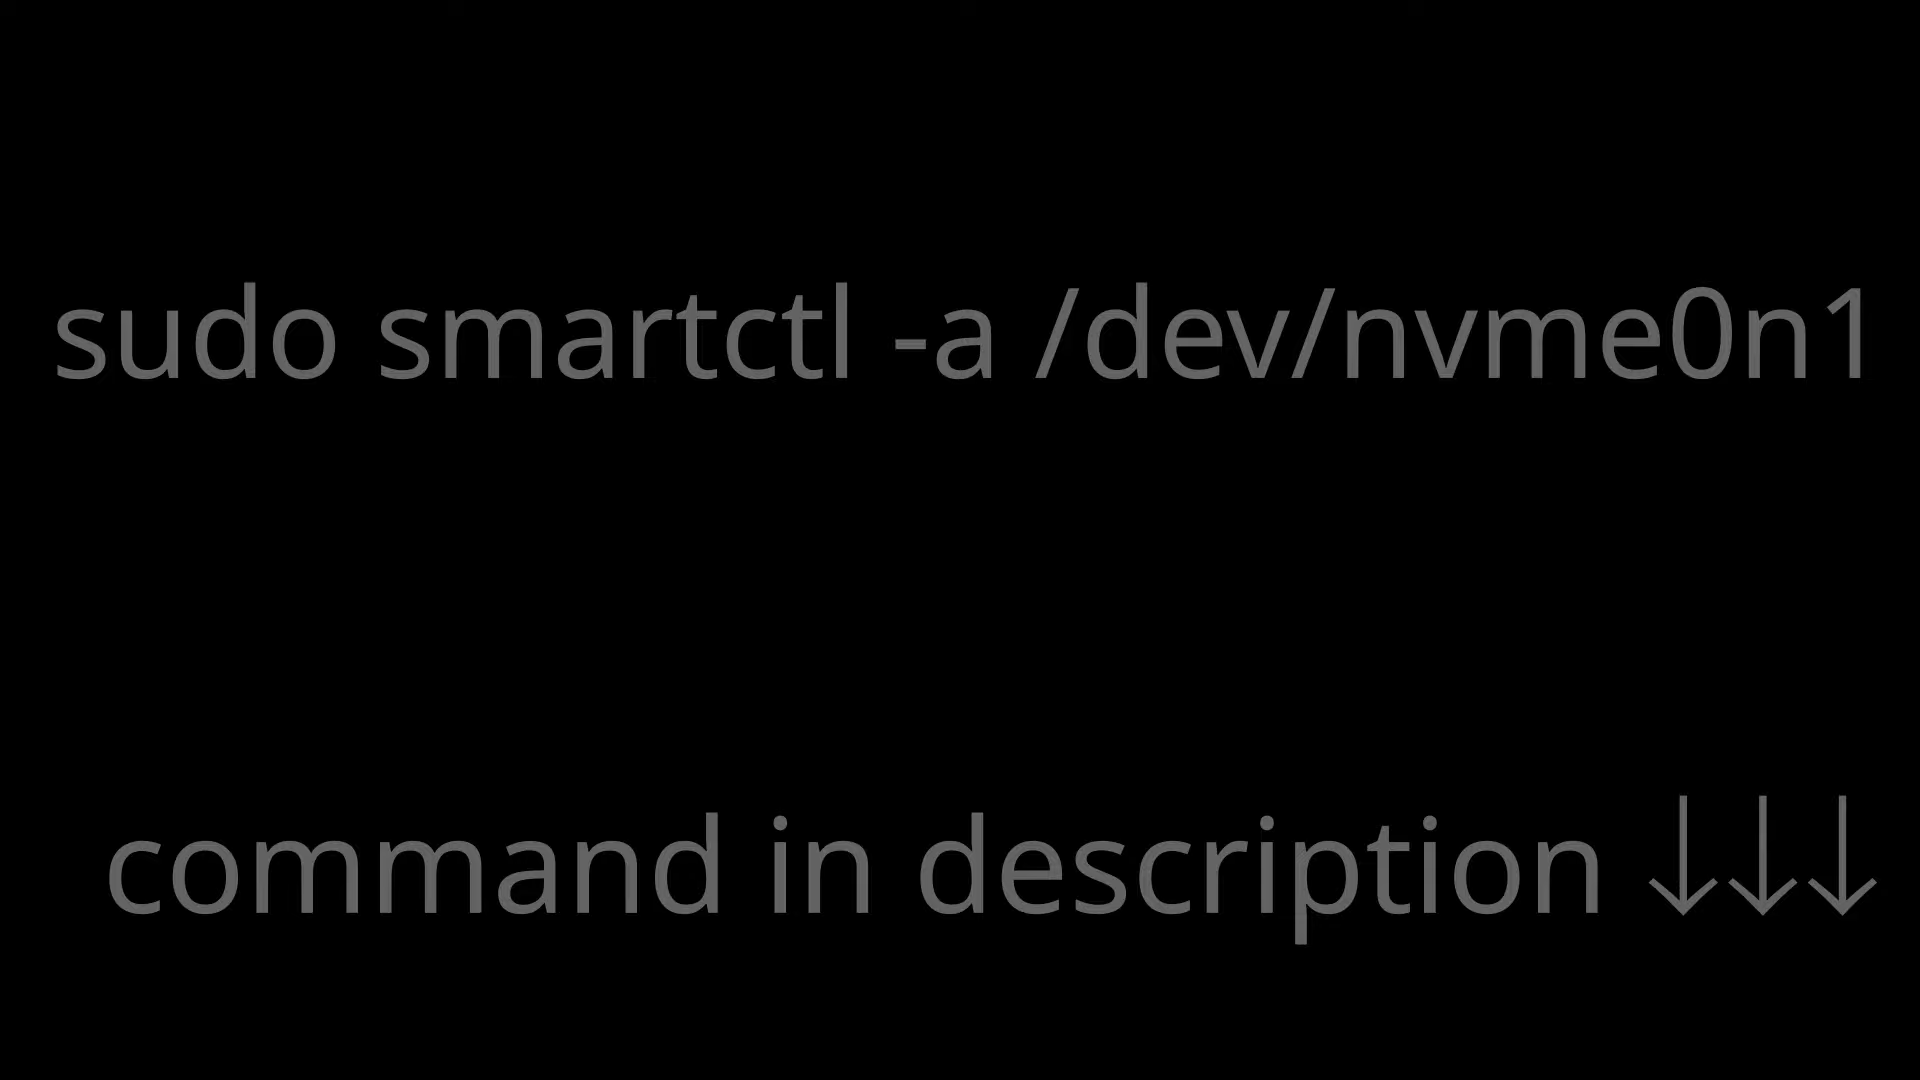 sudo smartctl -a /dev/nvme0n1
command in description ↓↓↓